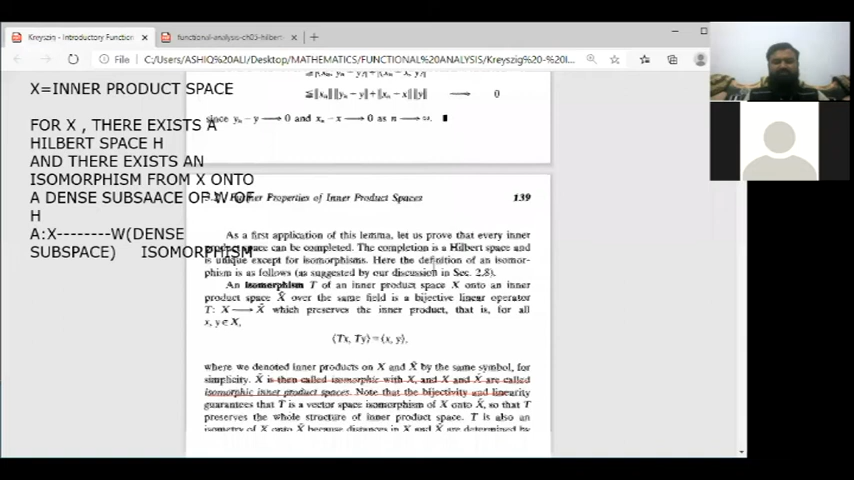 Kreyszin - Introductory Function
functional-analysis-ch03-hilbert
File
C:/Users/ASHIQ%20ALI/Desktop/MATHEMATICS/FUNCTIONAL%20ANALYSIS/Kreyszig%20-%20I...
X=INNER PRODUCT SPACE
FOR X , THERE EXISTS A
HILBERT SPACE H
AND THERE EXISTS AN
ISOMORPHISM FROM X ONTO
A DENSE SUBSAACE OF W OF
H
A:X--------W(DENSE
SUBSPACE) ISOMORPHISM
≦ ||xₙ|| ||yₙ − y|| + ||xₙ − x|| ||y|| ⟶ 0
since yₙ − y ⟶ 0 and xₙ − x ⟶ 0 as n ⟶ ∞. ∎
Further Properties of Inner Product Spaces 139
As a first application of this lemma, let us prove that every inner
product space can be completed. The completion is a Hilbert space and
is unique except for isomorphisms. Here the definition of an isomor-
phism is as follows (as suggested by our discussion in Sec. 2.8).
An isomorphism T of an inner product space X onto an inner
product space X̃ over the same field is a bijective linear operator
T: X ⟶ X̃ which preserves the inner product, that is, for all
x, y ∈ X,
⟨Tx, Ty⟩ = ⟨x, y⟩,
where we denoted inner products on X and X̃ by the same symbol, for
simplicity. X̃ is then called isomorphic with X, and X and X̃ are called
isomorphic inner product spaces. Note that the bijectivity and linearity
guarantees that T is a vector space isomorphism of X onto X̃, so that T
preserves the whole structure of inner product space. T is also an
isometry of X onto X̃ because distances in X and X̃ are determined by